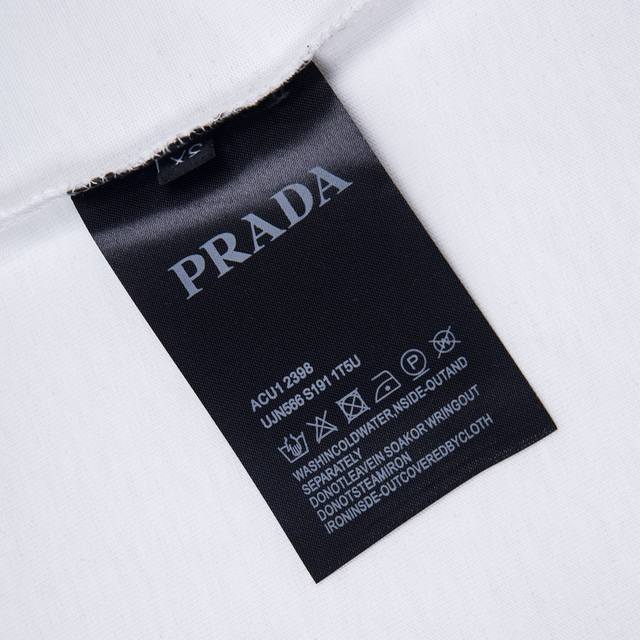 XS
PRADA
ACU1 2398
UJN566 S191 1T5U
WASHINCOLDWATER,NSIDE-OUTAND
SEPARATELY
DONOTLEAVEIN SOAKOR WRINGOUT
DONOTSTEAMIRON
IRONINSDE-OUTCOVEREDBYCLOTH